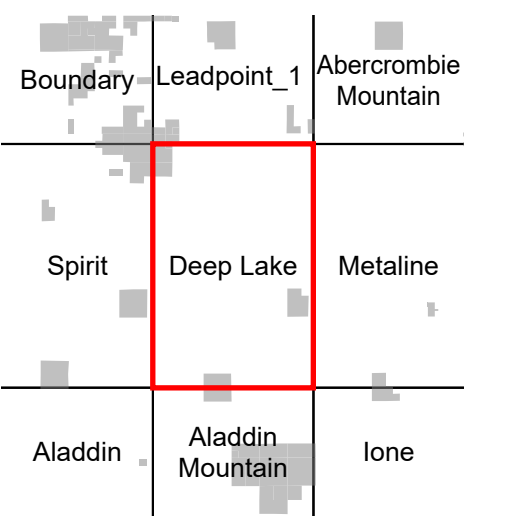 Boundary
Leadpoint_1
Abercrombie
Mountain
Spirit
Deep Lake
Metaline
Aladdin
Aladdin
Mountain
Ione